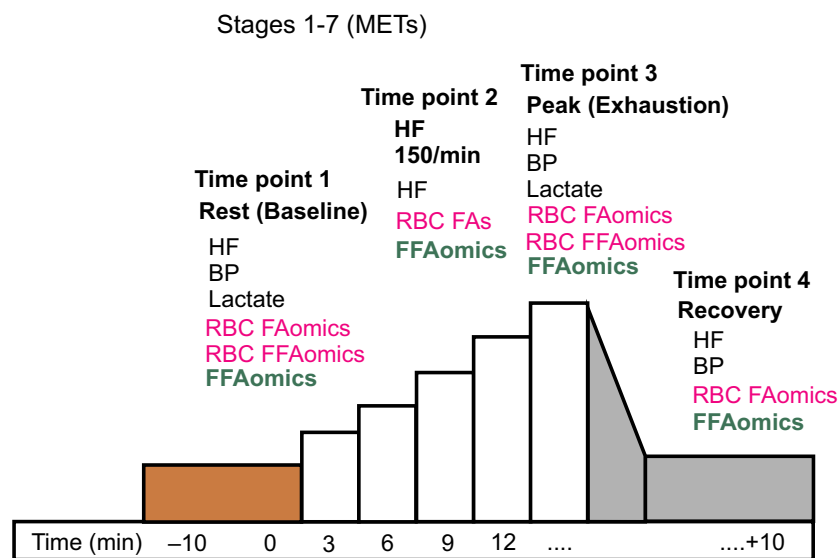 Stages 1-7 (METs)
Time point 1
Rest (Baseline)
HF
BP
Lactate
RBC FAomics
RBC FFAomics
FFAomics
Time point 2
HF
150/min
HF
RBC FAs
FFAomics
Time point 3
Peak (Exhaustion)
HF
BP
Lactate
RBC FAomics
RBC FFAomics
FFAomics
Time point 4
Recovery
HF
BP
RBC FAomics
FFAomics
Time (min) –10 0 3 6 9 12 .... ....+10